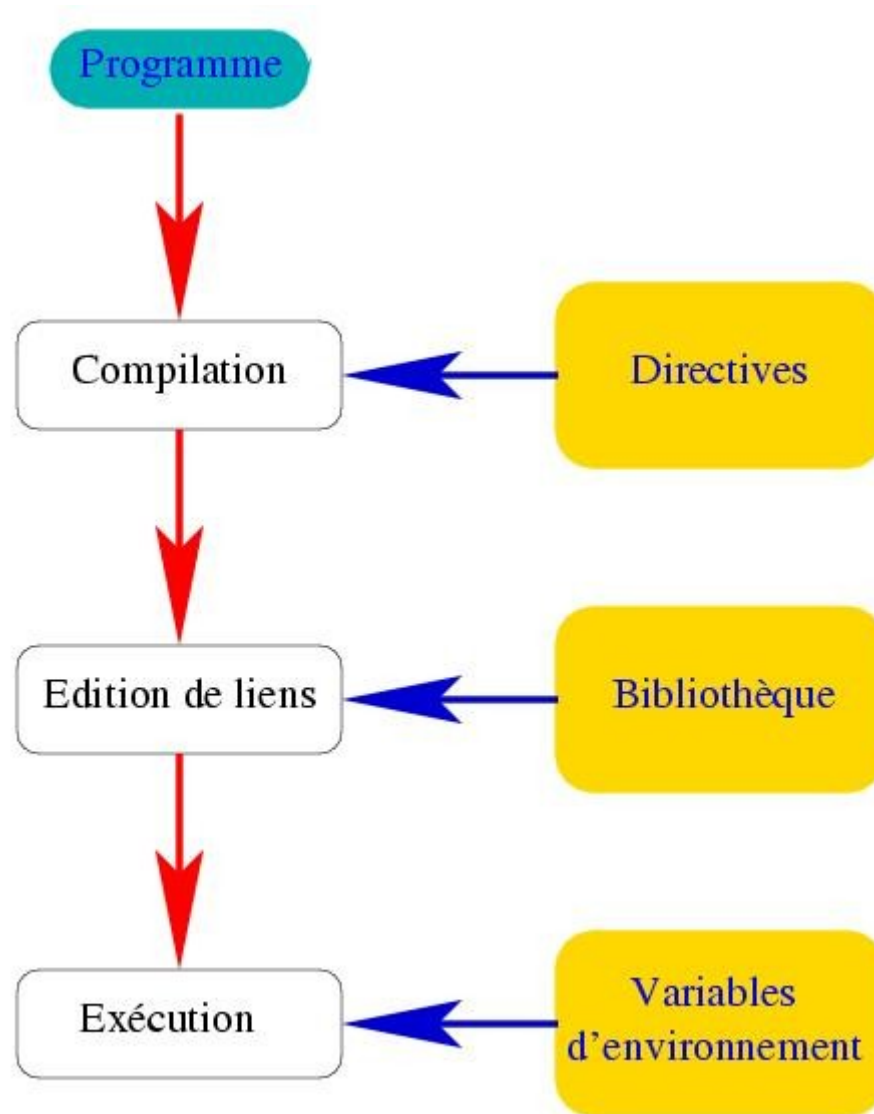 Programme
Compilation
Directives
Edition de liens
Bibliothèque
Exécution
Variables
d'environnement